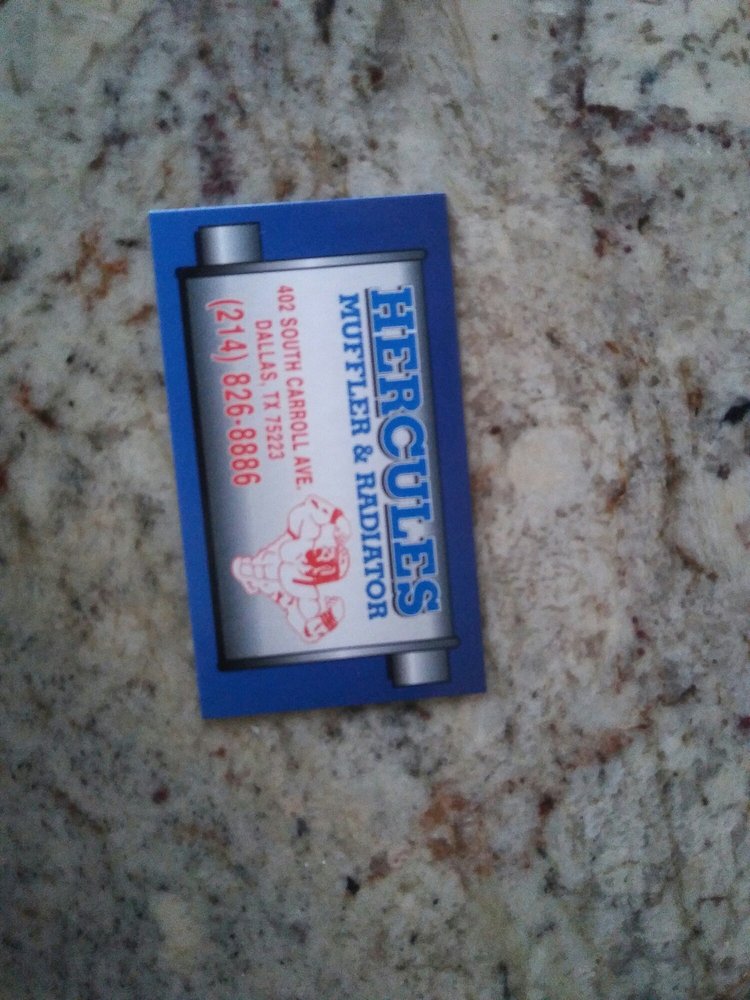 HERCULES
MUFFLER & RADIATOR
402 SOUTH CARROLL AVE.
DALLAS, TX 75223
(214) 826-8886